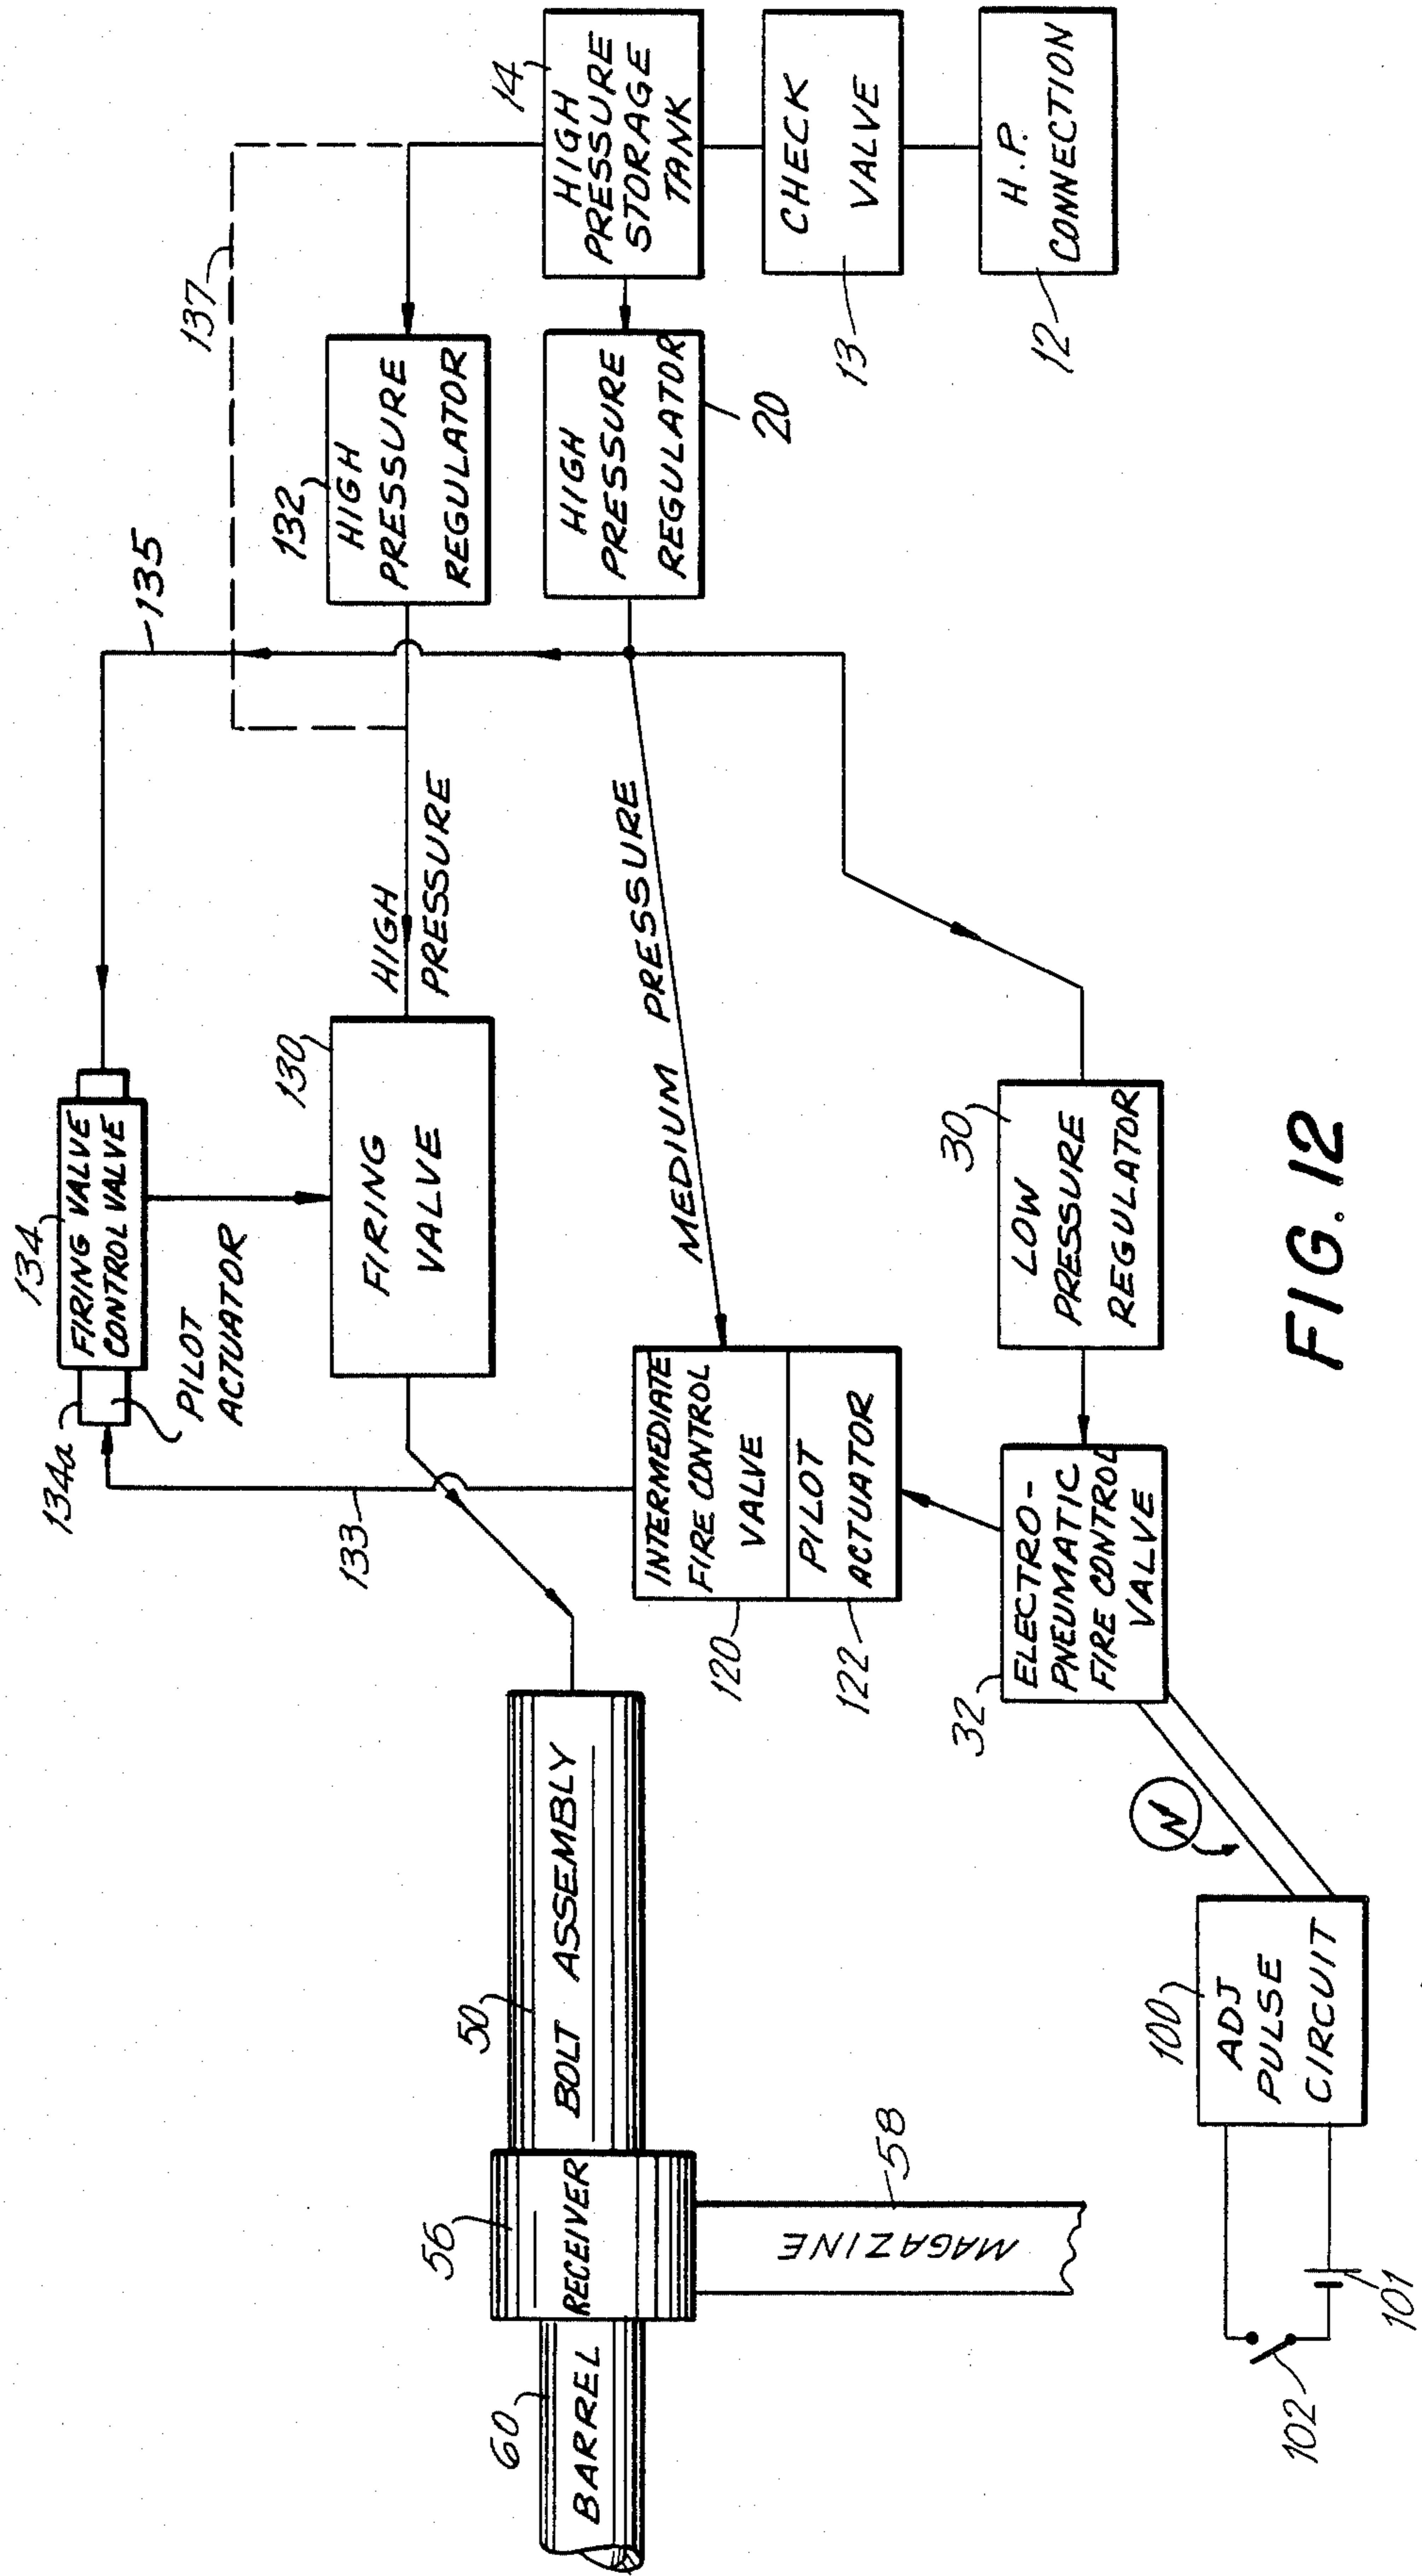 134
FIRING VALVE
CONTROL VALVE
134a
PILOT
ACTUATOR
135
137
133
130
FIRING
VALVE
HIGH
PRESSURE
132
HIGH
PRESSURE
REGULATOR
14
HIGH
PRESSURE
STORAGE
TANK
HIGH
PRESSURE
REGULATOR
20
CHECK
VALVE
13
H.P.
CONNECTION
12
MEDIUM PRESSURE
60
BARREL
56
RECEIVER
50
BOLT ASSEMBLY
MAGAZINE
58
INTERMEDIATE
FIRE CONTROL
VALVE
120
PILOT
ACTUATOR
122
30
LOW
PRESSURE
REGULATOR
ELECTRO-
PNEUMATIC
FIRE CONTROL
VALVE
32
N
100
ADJ
PULSE
CIRCUIT
102
101
FIG. 12